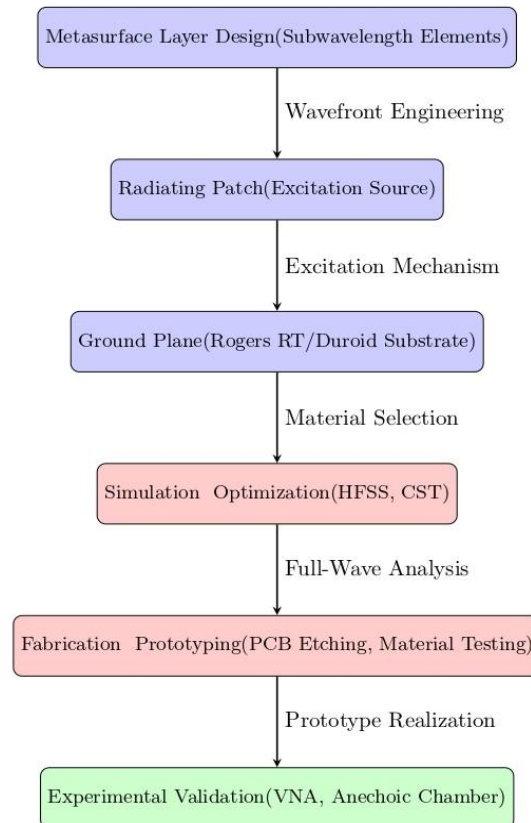 Metasurface Layer Design(Subwavelength Elements)
Wavefront Engineering
Radiating Patch(Excitation Source)
Excitation Mechanism
Ground Plane(Rogers RT/Duroid Substrate)
Material Selection
Simulation Optimization(HFSS, CST)
Full-Wave Analysis
Fabrication Prototyping(PCB Etching, Material Testing)
Prototype Realization
Experimental Validation(VNA, Anechoic Chamber)